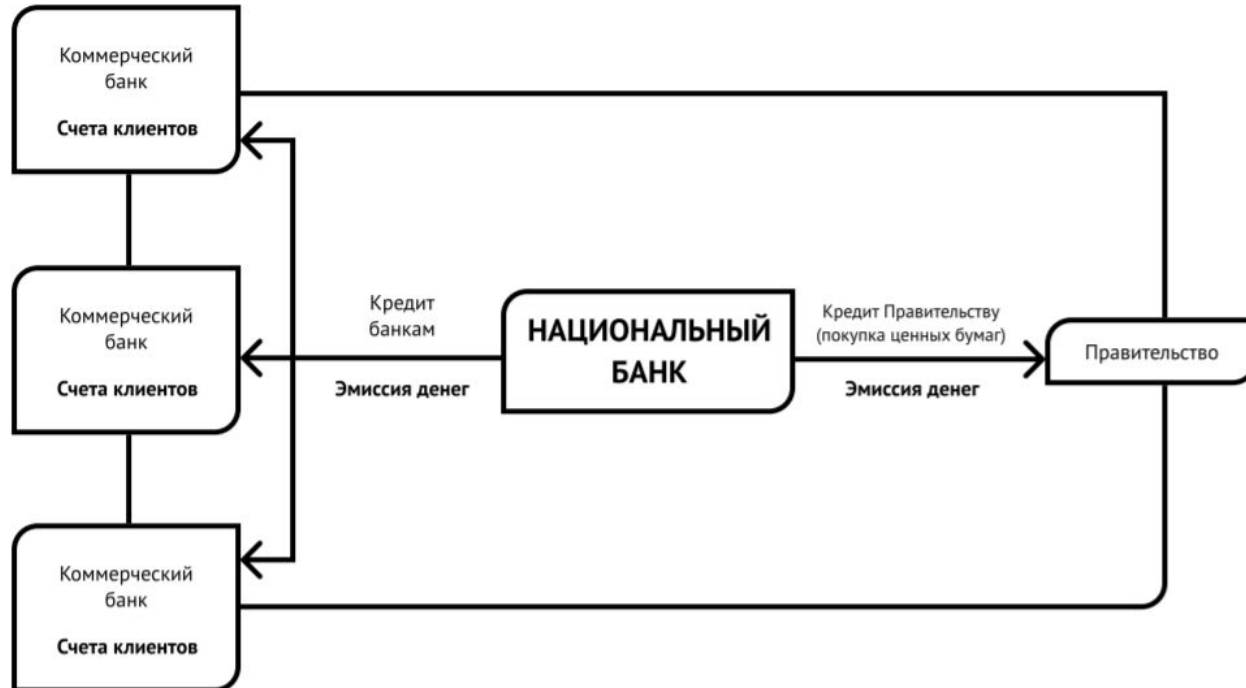 Коммерческий
банк
Счета клиентов
Коммерческий
банк
Счета клиентов
Кредит
банкам
Эмиссия денег
НАЦИОНАЛЬНЫЙ
БАНК
Кредит Правительству
(покупка ценных бумаг)
Эмиссия денег
Правительство
Коммерческий
банк
Счета клиентов